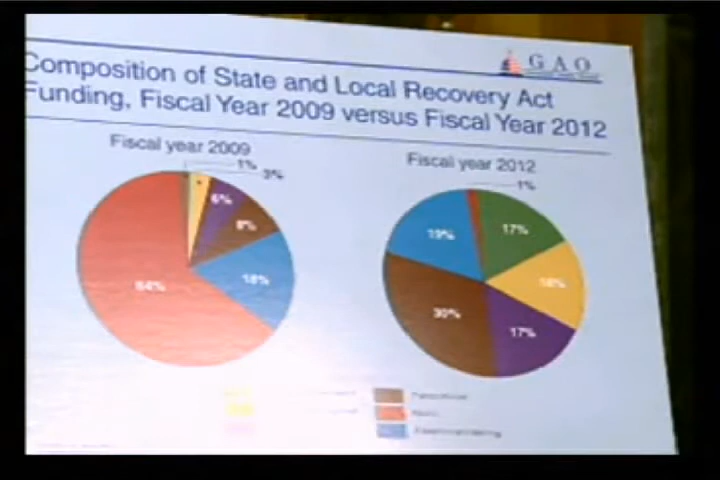 GAO
Composition of State and Local Recovery Act
Funding, Fiscal Year 2009 versus Fiscal Year 2012
Fiscal year 2009
Fiscal year 2012
1%
3%
6%
8%
18%
64%
1%
17%
17%
30%
19%